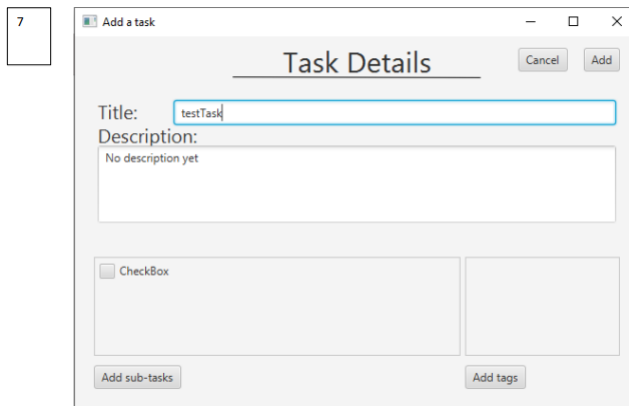 7
Add a task
Task Details
Cancel
Add
Title:
testTask
Description:
No description yet
CheckBox
Add sub-tasks
Add tags